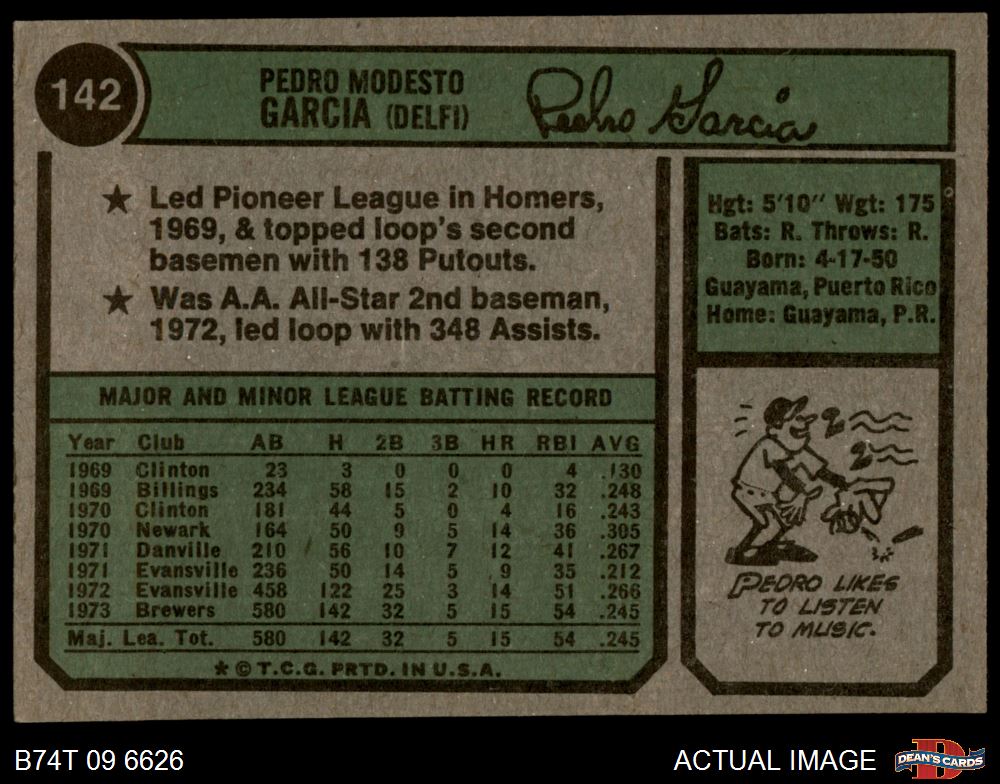 142
PEDRO MODESTO
GARCIA (DELFI)
Pedro Garcia
★ Led Pioneer League in Homers,
1969, & topped loop's second
basemen with 138 Putouts.
★ Was A.A. All-Star 2nd baseman,
1972, led loop with 348 Assists.
Hgt: 5'10" Wgt: 175
Bats: R. Throws: R.
Born: 4-17-50
Guayama, Puerto Rico
Home: Guayama, P.R.
MAJOR AND MINOR LEAGUE BATTING RECORD
Year Club AB H 2B 3B HR RBI AVG
1969 Clinton 23 3 0 0 0 4 .130
1969 Billings 234 58 15 2 10 32 .248
1970 Clinton 181 44 5 0 4 16 .243
1970 Newark 164 50 9 5 14 36 .305
1971 Danville 210 56 10 7 12 41 .267
1971 Evansville 236 50 14 5 9 35 .212
1972 Evansville 458 122 25 3 14 51 .266
1973 Brewers 580 142 32 5 15 54 .245
Maj. Lea. Tot. 580 142 32 5 15 54 .245
★ © T.C.G. PRTD. IN U.S.A.
PEDRO LIKES
TO LISTEN
TO MUSIC.
B74T 09 6626
ACTUAL IMAGE
D
DEAN'S CARDS